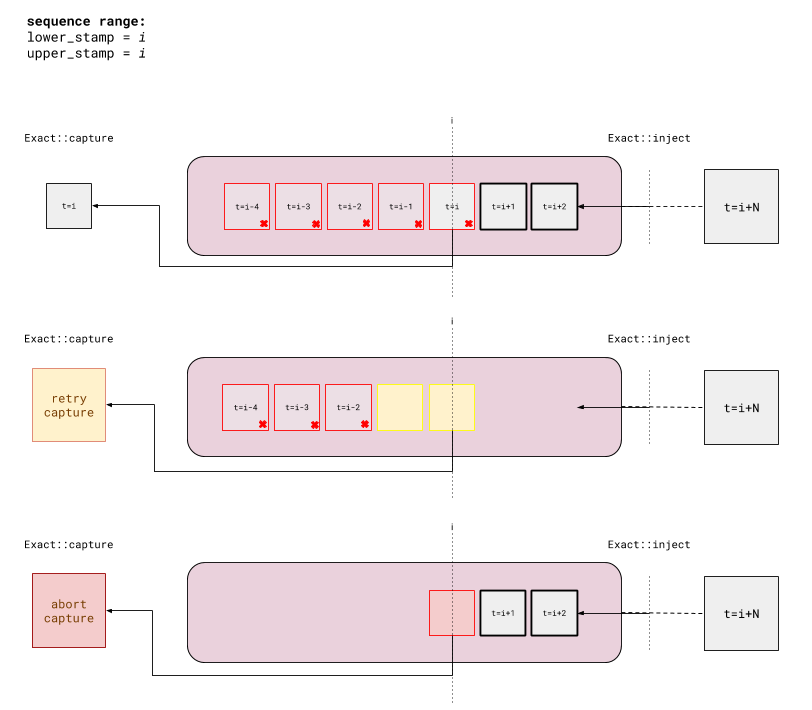 sequence range:
lower_stamp = i
upper_stamp = i
i
Exact::capture
Exact::inject
t=i
t=i-4
t=i-3
t=i-2
t=i-1
t=i
t=i+1
t=i+2
t=i+N
i
Exact::capture
Exact::inject
retry
capture
t=i-4
t=i-3
t=i-2
t=i+N
i
Exact::capture
Exact::inject
abort
capture
t=i+1
t=i+2
t=i+N